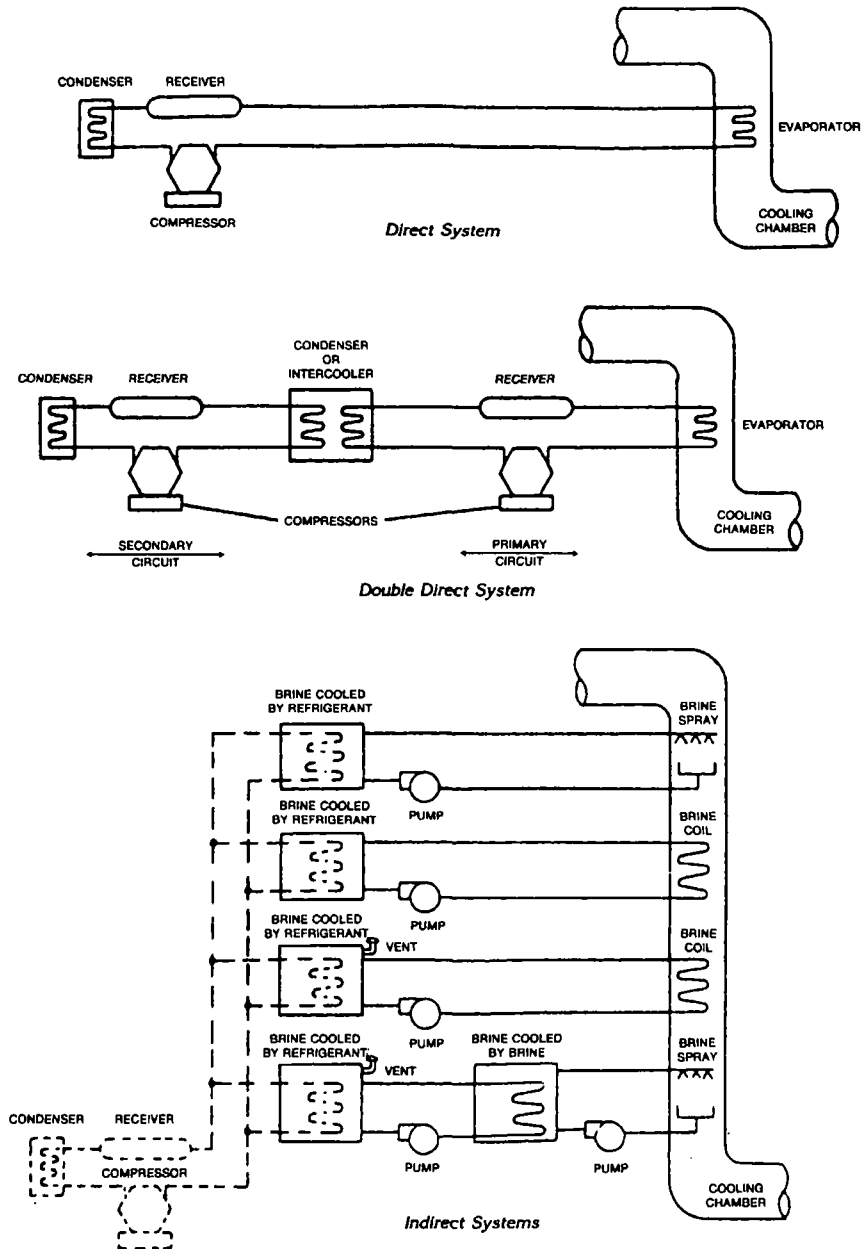 CONDENSER
RECEIVER
EVAPORATOR
COOLING
CHAMBER
COMPRESSOR
Direct System
CONDENSER
OR
INTERCOOLER
CONDENSER
RECEIVER
RECEIVER
EVAPORATOR
COMPRESSORS
COOLING
CHAMBER
SECONDARY
CIRCUIT
PRIMARY
CIRCUIT
Double Direct System
BRINE COOLED
BY REFRIGERANT
BRINE
SPRAY
PUMP
BRINE COOLED
BY REFRIGERANT
BRINE
COIL
PUMP
BRINE COOLED
BY REFRIGERANT
VENT
BRINE
COIL
PUMP
BRINE COOLED
BY REFRIGERANT
VENT
BRINE COOLED
BY BRINE
BRINE
SPRAY
PUMP
PUMP
CONDENSER
RECEIVER
COMPRESSOR
COOLING
CHAMBER
Indirect Systems